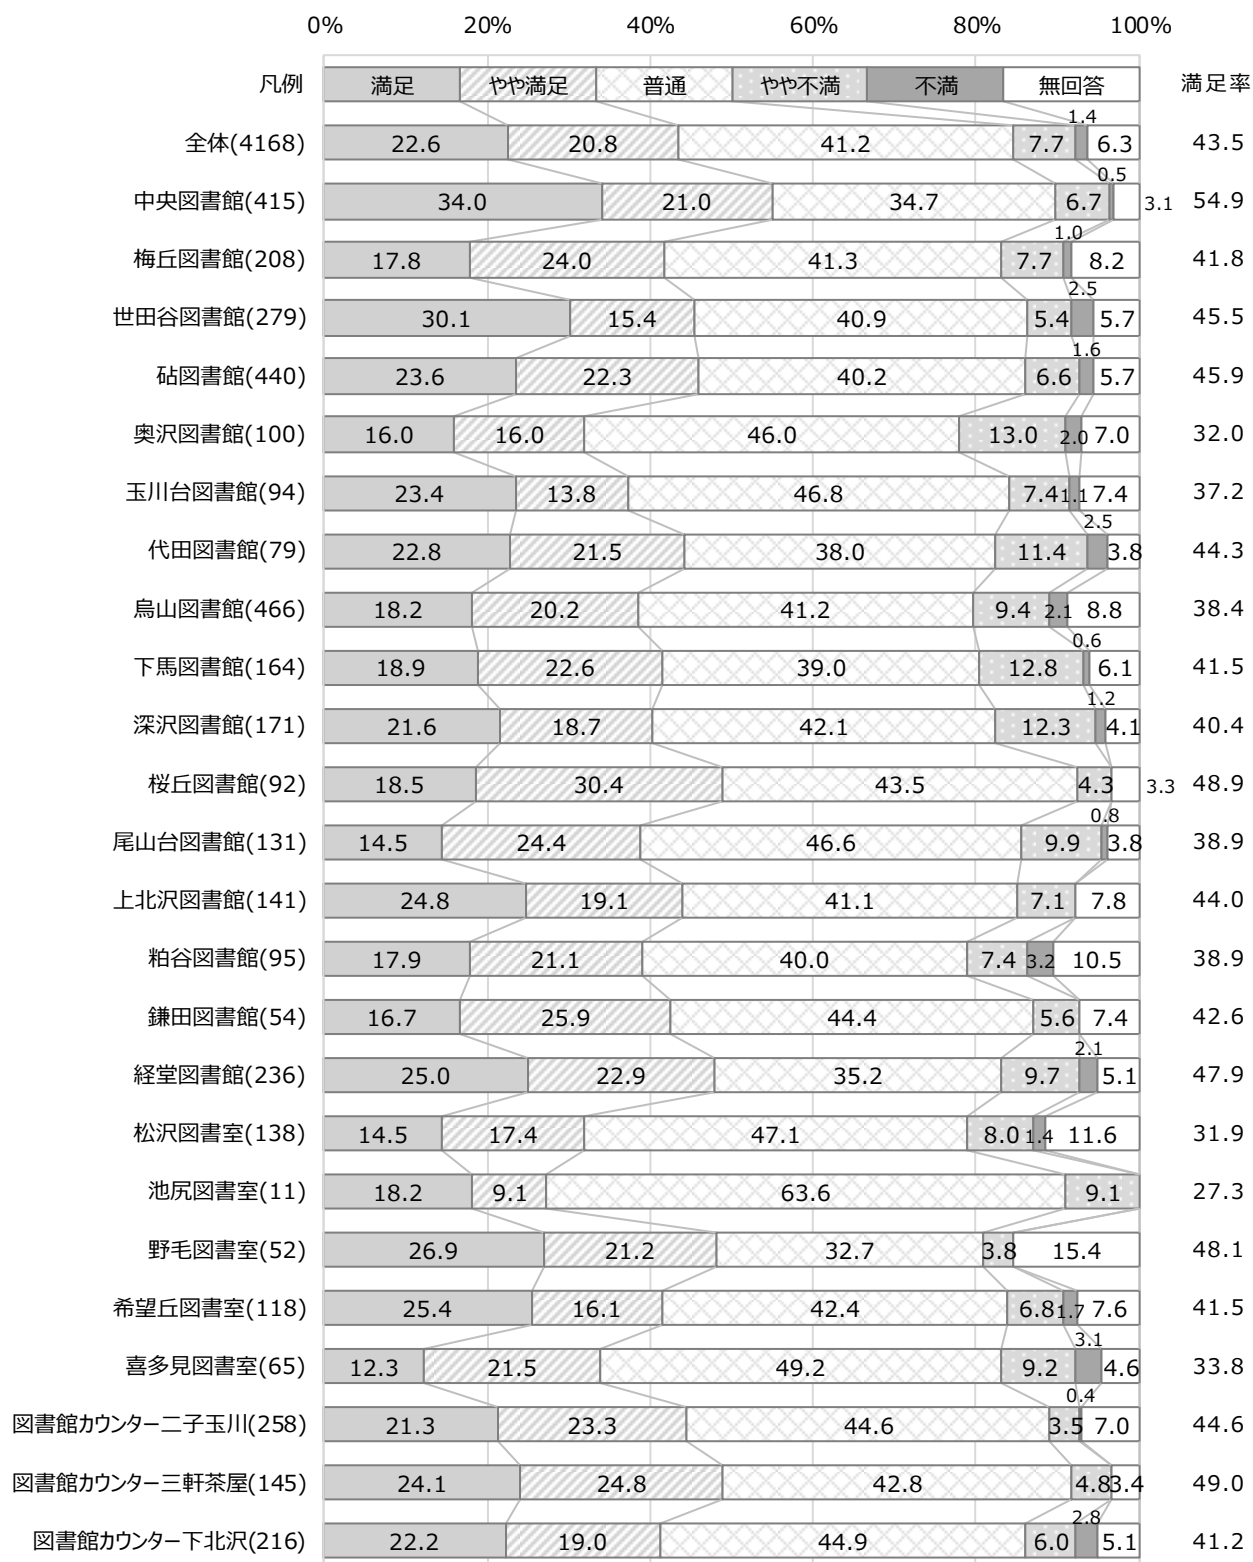 0% 20% 40% 60% 80% 100%
凡例 満足 やや満足 普通 やや不満 不満 無回答 満足率
全体(4168) 22.6 20.8 41.2 7.7 1.4 6.3 43.5
中央図書館(415) 34.0 21.0 34.7 6.7 0.5 3.1 54.9
梅丘図書館(208) 17.8 24.0 41.3 7.7 1.0 8.2 41.8
世田谷図書館(279) 30.1 15.4 40.9 5.4 2.5 5.7 45.5
砧図書館(440) 23.6 22.3 40.2 6.6 1.6 5.7 45.9
奥沢図書館(100) 16.0 16.0 46.0 13.0 2.0 7.0 32.0
玉川台図書館(94) 23.4 13.8 46.8 7.4 1.1 7.4 37.2
代田図書館(79) 22.8 21.5 38.0 11.4 2.5 3.8 44.3
烏山図書館(466) 18.2 20.2 41.2 9.4 2.1 8.8 38.4
下馬図書館(164) 18.9 22.6 39.0 12.8 0.6 6.1 41.5
深沢図書館(171) 21.6 18.7 42.1 12.3 1.2 4.1 40.4
桜丘図書館(92) 18.5 30.4 43.5 4.3 3.3 48.9
尾山台図書館(131) 14.5 24.4 46.6 9.9 0.8 3.8 38.9
上北沢図書館(141) 24.8 19.1 41.1 7.1 7.8 44.0
粕谷図書館(95) 17.9 21.1 40.0 7.4 3.2 10.5 38.9
鎌田図書館(54) 16.7 25.9 44.4 5.6 7.4 42.6
経堂図書館(236) 25.0 22.9 35.2 9.7 2.1 5.1 47.9
松沢図書室(138) 14.5 17.4 47.1 8.0 1.4 11.6 31.9
池尻図書室(11) 18.2 9.1 63.6 9.1 27.3
野毛図書室(52) 26.9 21.2 32.7 3.8 15.4 48.1
希望丘図書室(118) 25.4 16.1 42.4 6.8 1.7 7.6 41.5
喜多見図書室(65) 12.3 21.5 49.2 9.2 3.1 4.6 33.8
図書館カウンター二子玉川(258) 21.3 23.3 44.6 3.5 0.4 7.0 44.6
図書館カウンター三軒茶屋(145) 24.1 24.8 42.8 4.8 3.4 49.0
図書館カウンター下北沢(216) 22.2 19.0 44.9 6.0 2.8 5.1 41.2